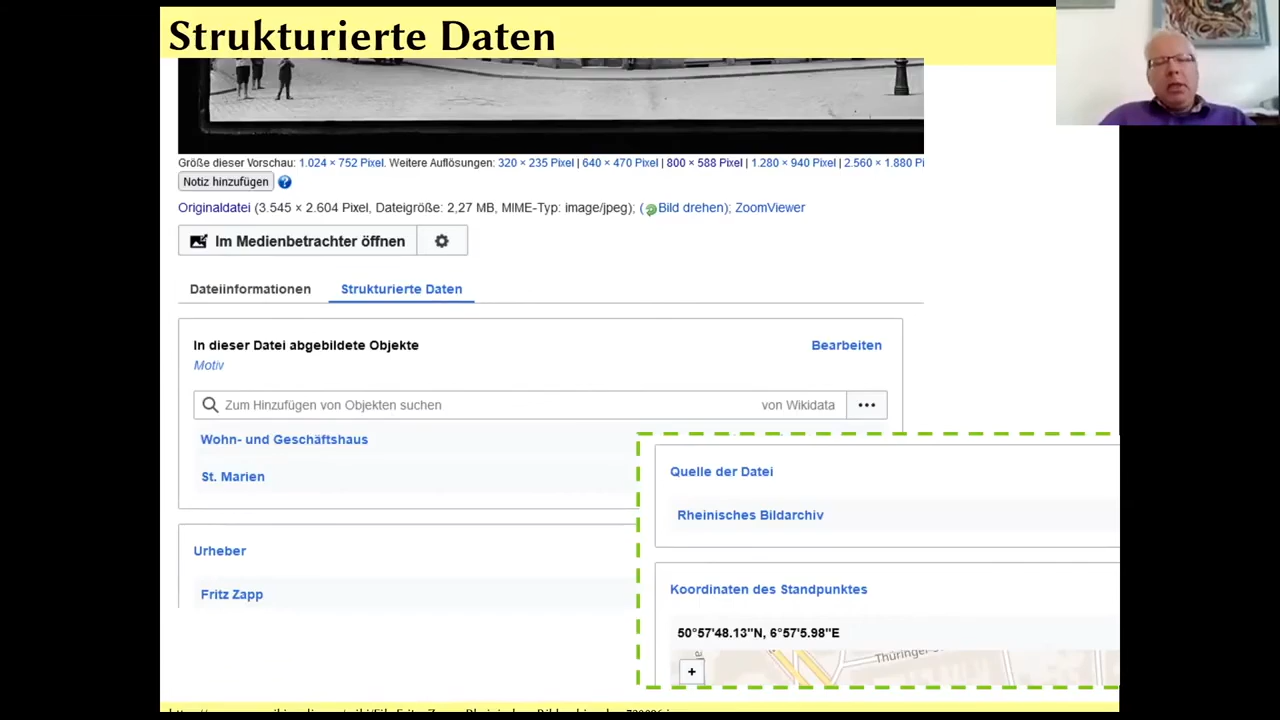 Strukturierte Daten
Größe dieser Vorschau: 1.024 × 752 Pixel. Weitere Auflösungen: 320 × 235 Pixel | 640 × 470 Pixel | 800 × 588 Pixel | 1.280 × 940 Pixel | 2.560 × 1.880 Pi
Notiz hinzufügen
Originaldatei (3.545 × 2.604 Pixel, Dateigröße: 2,27 MB, MIME-Typ: image/jpeg); (Bild drehen); ZoomViewer
Im Medienbetrachter öffnen
Dateiinformationen Strukturierte Daten
In dieser Datei abgebildete Objekte Bearbeiten
Motiv
Zum Hinzufügen von Objekten suchen von Wikidata
Wohn- und Geschäftshaus
St. Marien
Urheber
Fritz Zapp
Quelle der Datei
Rheinisches Bildarchiv
Koordinaten des Standpunktes
50°57'48.13"N, 6°57'5.98"E
Thüringer